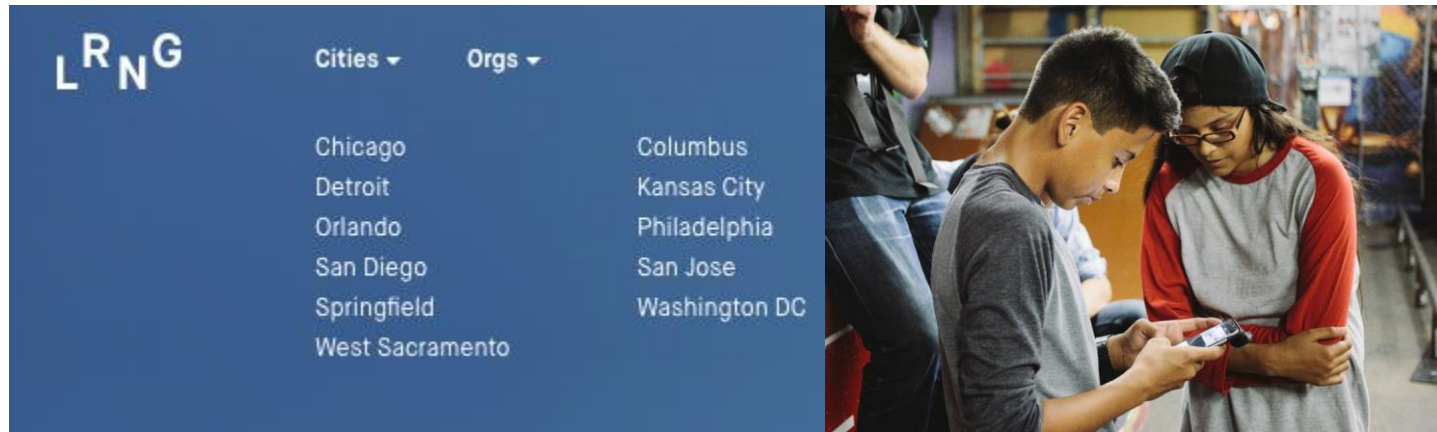 LRNG
Cities Orgs
Chicago Columbus
Detroit Kansas City
Orlando Philadelphia
San Diego San Jose
Springfield Washington DC
West Sacramento